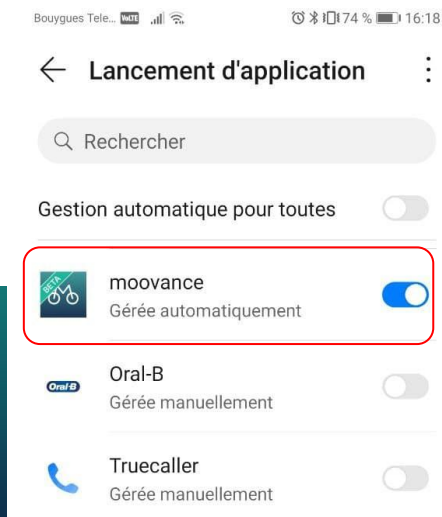 Bouygues Tele... VoLTE 74 % 16:18
Lancement d'application
Rechercher
Gestion automatique pour toutes
BETA
moovance
Gérée automatiquement
Oral-B
Oral-B
Gérée manuellement
Truecaller
Gérée manuellement